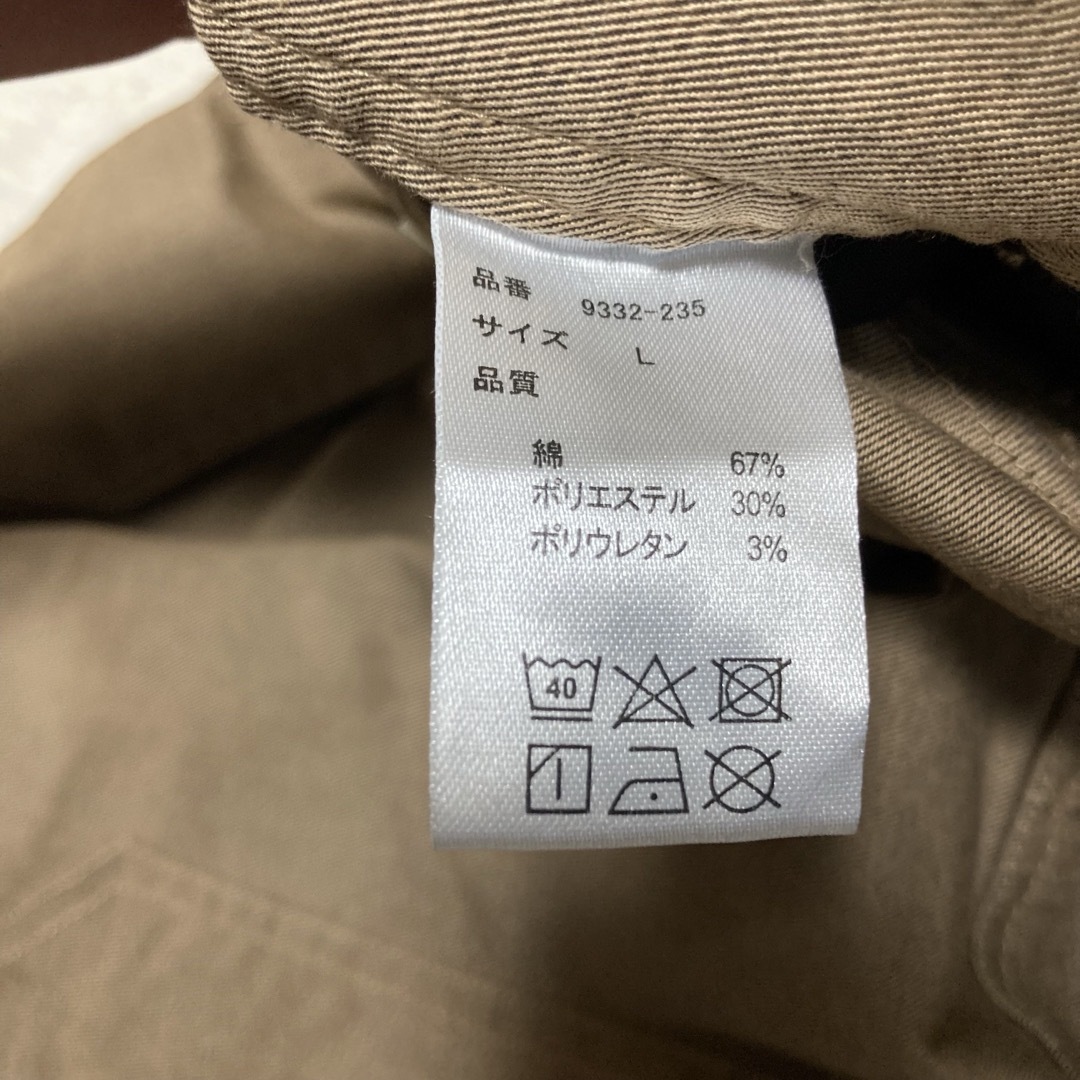 品番 9332-235
サイズ L
品質
綿 67%
ポリエステル 30%
ポリウレタン 3%
40